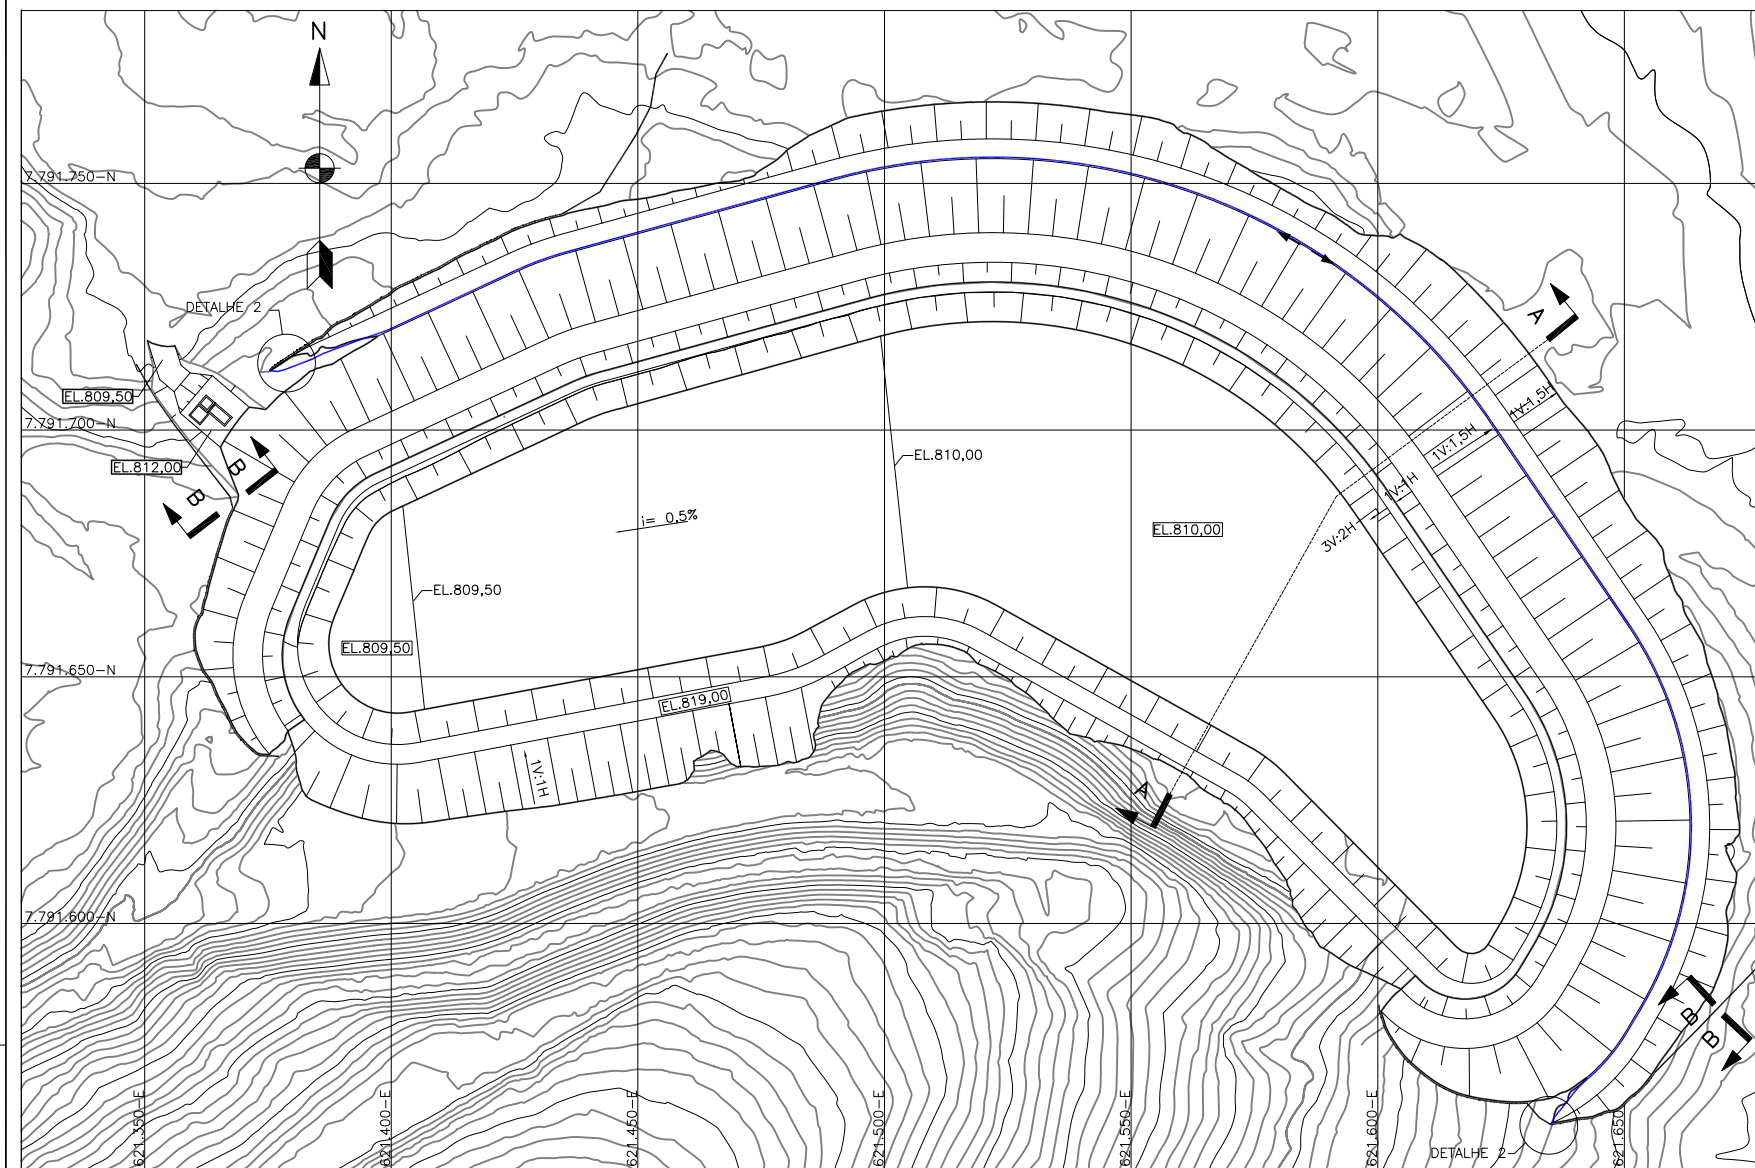 N
7.791.750-N
DETALHE 2
A
EL.809,50
1V:1,5H
7.791.700-N
1V:1,5H
EL.810,00
EL.812,00
B
1V:1H
B
i= 0,5%
EL.810,00
3V:2H
EL.809,50
EL.809,50
7.791.650-N
EL.819,00
1V:1H
A
7.791.600-N
B
B
621.350-E
621.400-E
621.450-E
621.500-E
621.550-E
621.600-E
621.650
DETALHE 2